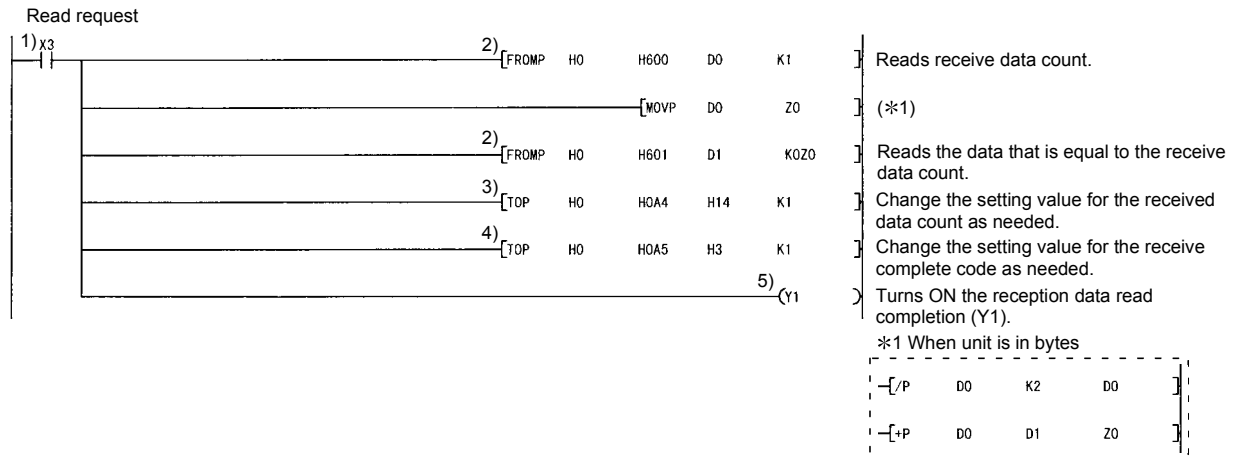 Read request
1) X3 2) [FROMP H0 H600 D0 K1 ] Reads receive data count.
[MOVP D0 Z0 ] (*1)
2) [FROMP H0 H601 D1 K0Z0 ] Reads the data that is equal to the receive
data count.
3) [TOP H0 H0A4 H14 K1 ] Change the setting value for the received
data count as needed.
4) [TOP H0 H0A5 H3 K1 ] Change the setting value for the receive
complete code as needed.
5) (Y1 ) Turns ON the reception data read
completion (Y1).
*1 When unit is in bytes
[/P D0 K2 D0 ]
[+P D0 D1 Z0 ]